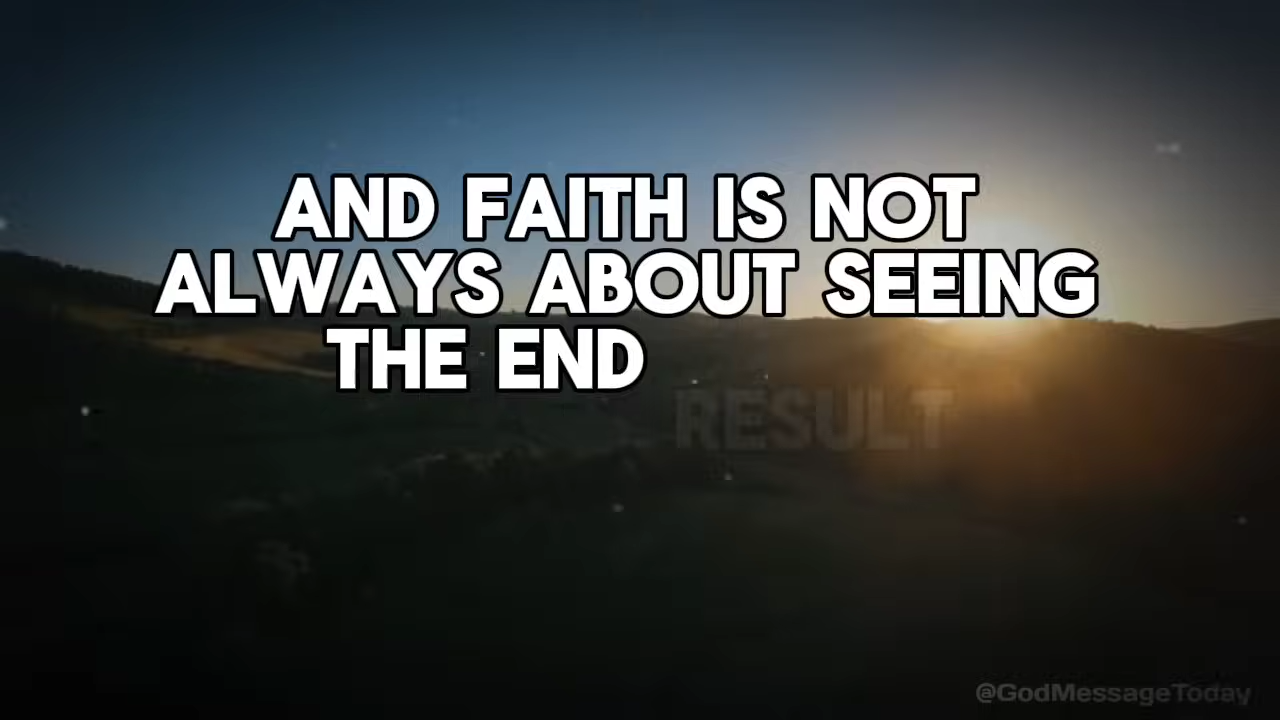 AND FAITH IS NOT
ALWAYS ABOUT SEEING
THE END RESULT
@GodMessageToday